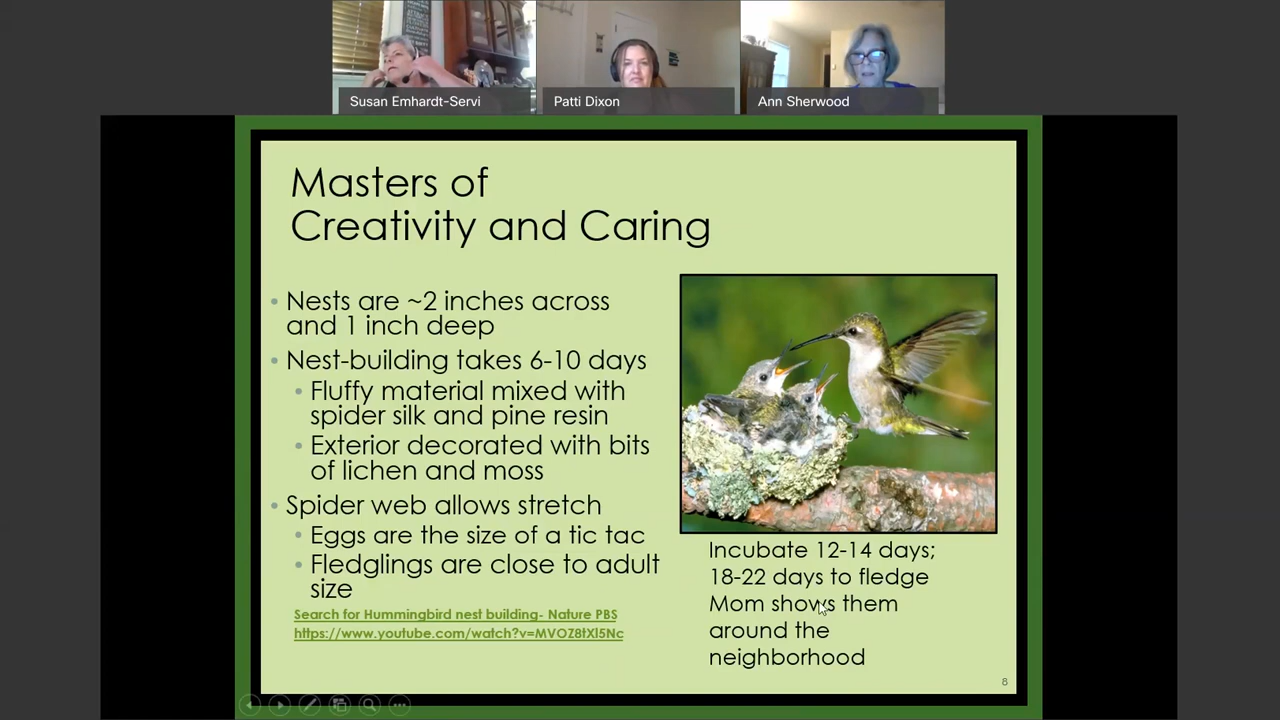 Susan Emhardt-Servi
Patti Dixon
Ann Sherwood
Masters of
Creativity and Caring
• Nests are ~2 inches across
and 1 inch deep
• Nest-building takes 6-10 days
• Fluffy material mixed with
spider silk and pine resin
• Exterior decorated with bits
of lichen and moss
• Spider web allows stretch
• Eggs are the size of a tic tac
• Fledglings are close to adult
size
Search for Hummingbird nest building- Nature PBS
https://www.youtube.com/watch?v=MVOZ8tXl5Nc
Incubate 12-14 days;
18-22 days to fledge
Mom shows them
around the
neighborhood
8